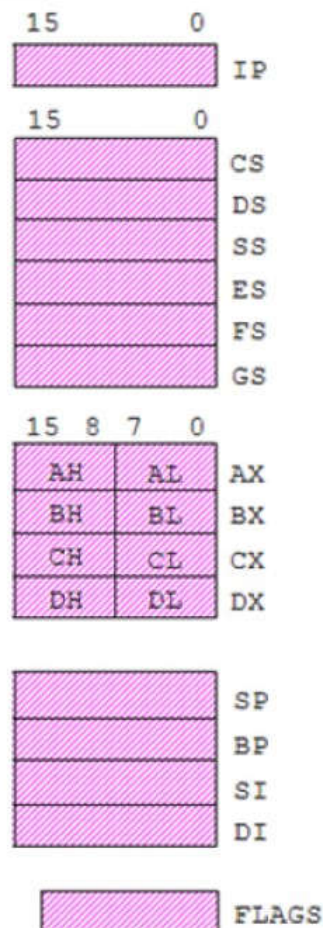 15 0
IP
15 0
CS
DS
SS
ES
FS
GS
15 8 7 0
AH AL AX
BH BL BX
CH CL CX
DH DL DX
SP
BP
SI
DI
FLAGS